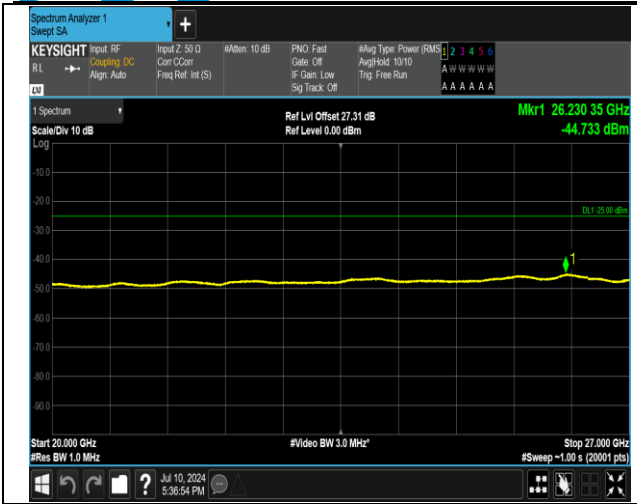 Spectrum Analyzer 1
Swept SA
+
KEYSIGHT
RL
LXI
Input: RF
Coupling: DC
Align: Auto
Input Z: 50 Ω
Corr CCorr
Freq Ref: Int (S)
#Atten: 10 dB
PNO: Fast
Gate: Off
IF Gain: Low
Sig Track: Off
#Avg Type: Power (RMS
Avg|Hold: 10/10
Trig: Free Run
1 2 3 4 5 6
A W W W W W
A A A A A A
1 Spectrum
Scale/Div 10 dB
Log
Ref Lvl Offset 27.31 dB
Ref Level 0.00 dBm
Mkr1 26.230 35 GHz
-44.733 dBm
-10.0
-20.0
DL1 -25.00 dBm
-30.0
-40.0
1
-50.0
-60.0
-70.0
-80.0
-90.0
Start 20.000 GHz
#Res BW 1.0 MHz
#Video BW 3.0 MHz*
Stop 27.000 GHz
#Sweep ~1.00 s (20001 pts)
?
Jul 10, 2024
5:36:54 PM